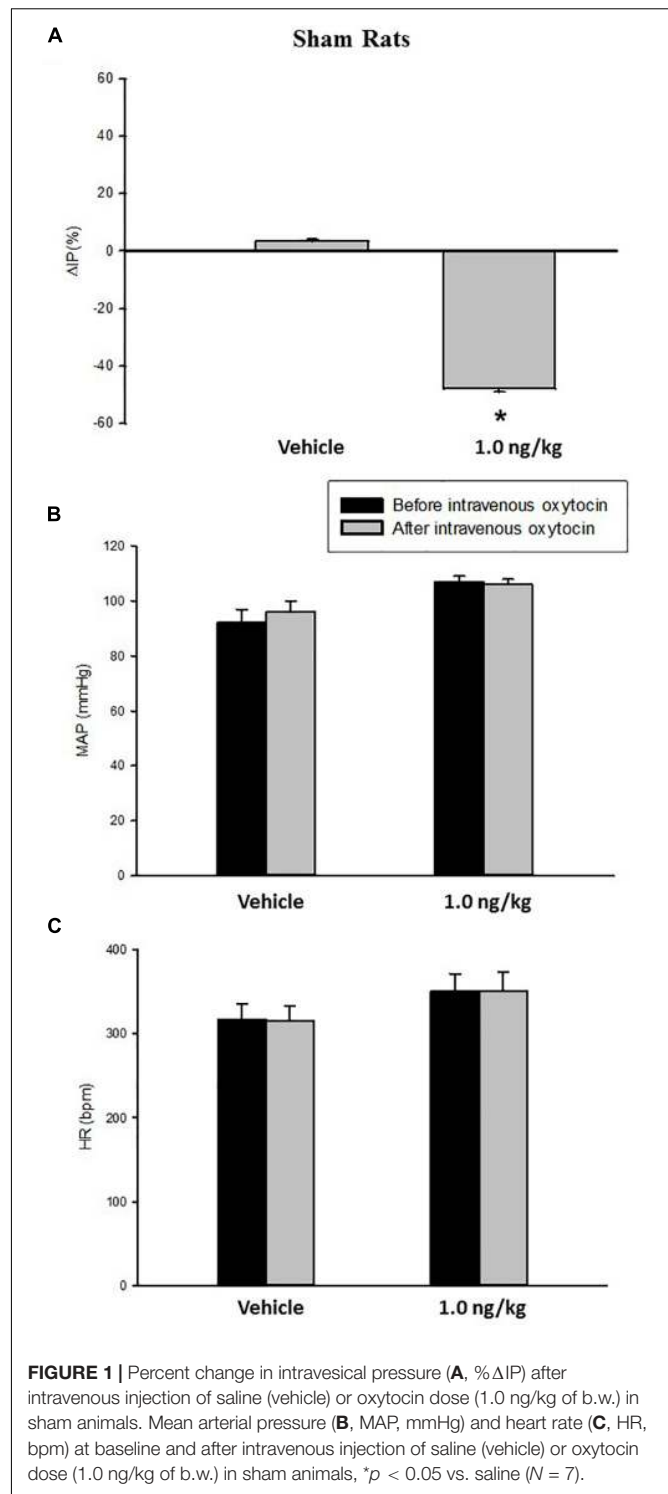 A
Sham Rats
60
40
20
0
-20
-40
-60
ΔIP(%)
*
Vehicle 1.0 ng/kg
Before intravenous oxytocin
After intravenous oxytocin
B
120
100
80
60
40
20
0
MAP (mmHg)
Vehicle 1.0 ng/kg
C
400
300
200
100
0
HR (bpm)
Vehicle 1.0 ng/kg
FIGURE 1 | Percent change in intravesical pressure (A, %ΔIP) after
intravenous injection of saline (vehicle) or oxytocin dose (1.0 ng/kg of b.w.) in
sham animals. Mean arterial pressure (B, MAP, mmHg) and heart rate (C, HR,
bpm) at baseline and after intravenous injection of saline (vehicle) or oxytocin
dose (1.0 ng/kg of b.w.) in sham animals, *p < 0.05 vs. saline (N = 7).